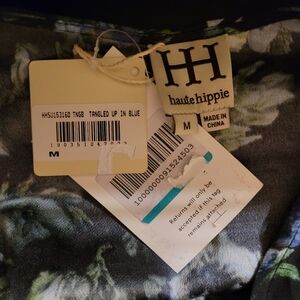 HH
haute hippie
M
MADE IN
CHINA
TNGB TANGLED UP IN BLUE
M
1000000091524503
Returns will only be
accepted if this tag
remains attached